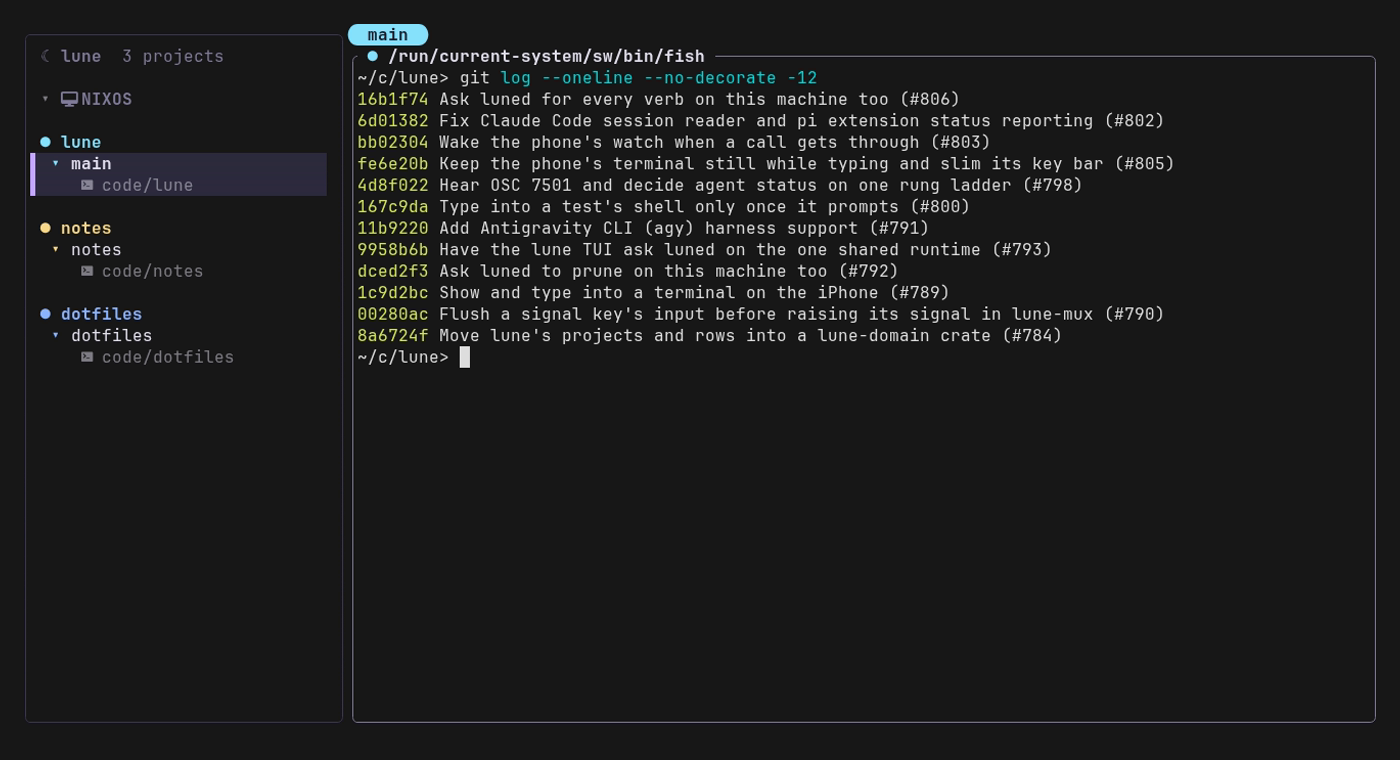 lune 3 projects
NIXOS
lune
main
code/lune
notes
notes
code/notes
dotfiles
dotfiles
code/dotfiles
main
/run/current-system/sw/bin/fish
~/c/lune> git log --oneline --no-decorate -12
16b1f74 Ask luned for every verb on this machine too (#806)
6d01382 Fix Claude Code session reader and pi extension status reporting (#802)
bb02304 Wake the phone's watch when a call gets through (#803)
fe6e20b Keep the phone's terminal still while typing and slim its key bar (#805)
4d8f022 Hear OSC 7501 and decide agent status on one rung ladder (#798)
167c9da Type into a test's shell only once it prompts (#800)
11b9220 Add Antigravity CLI (agy) harness support (#791)
9958b6b Have the lune TUI ask luned on the one shared runtime (#793)
dced2f3 Ask luned to prune on this machine too (#792)
1c9d2bc Show and type into a terminal on the iPhone (#789)
00280ac Flush a signal key's input before raising its signal in lune-mux (#790)
8a6724f Move lune's projects and rows into a lune-domain crate (#784)
~/c/lune>